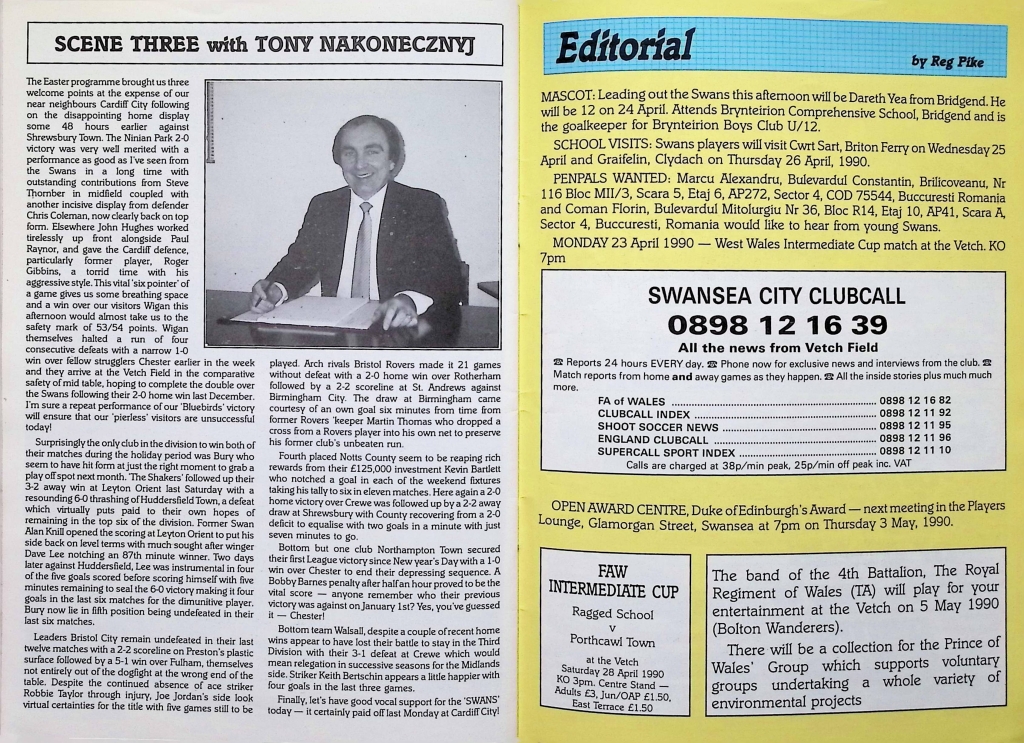 SCENE THREE with TONY NAKONECZNYJ
The Easter programme brought us three
welcome points at the expense of our
near neighbours Cardiff City following
on the disappointing home display
some 48 hours earlier against
Shrewsbury Town. The Ninian Park 2-0
victory was very well merited with a
performance as good as I've seen from
the Swans in a long time with
outstanding contributions from Steve
Thornber in midfield coupled with
another incisive display from defender
Chris Coleman, now clearly back on top
form. Elsewhere John Hughes worked
tirelessly up front alongside Paul
Raynor, and gave the Cardiff defence,
particularly former player, Roger
Gibbins, a torrid time with his
aggressive style. This vital 'six pointer' of
a game gives us some breathing space
and a win over our visitors Wigan this
afternoon would almost take us to the
safety mark of 53/54 points. Wigan
themselves halted a run of four
consecutive defeats with a narrow 1-0
win over fellow strugglers Chester earlier in the week
and they arrive at the Vetch Field in the comparative
safety of mid table, hoping to complete the double over
the Swans following their 2-0 home win last December.
I'm sure a repeat performance of our 'Bluebirds' victory
will ensure that our 'pierless' visitors are unsuccessful
today!
Surprisingly the only club in the division to win both of
their matches during the holiday period was Bury who
seem to have hit form at just the right moment to grab a
play off spot next month. 'The Shakers' followed up their
3-2 away win at Leyton Orient last Saturday with a
resounding 6-0 thrashing of Huddersfield Town, a defeat
which virtually puts paid to their own hopes of
remaining in the top six of the division. Former Swan
Alan Knill opened the scoring at Leyton Orient to put his
side back on level terms with much sought after winger
Dave Lee notching an 87th minute winner. Two days
later against Huddersfield, Lee was instrumental in four
of the five goals scored before scoring himself with five
minutes remaining to seal the 6-0 victory making it four
goals in the last six matches for the dimunitive player.
Bury now lie in fifth position being undefeated in their
last six matches.
Leaders Bristol City remain undefeated in their last
twelve matches with a 2-2 scoreline on Preston's plastic
surface followed by a 5-1 win over Fulham, themselves
not entirely out of the dogfight at the wrong end of the
table. Despite the continued absence of ace striker
Robbie Taylor through injury, Joe Jordan's side look
virtual certainties for the title with five games still to be
played. Arch rivals Bristol Rovers made it 21 games
without defeat with a 2-0 home win over Rotherham
followed by a 2-2 scoreline at St. Andrews against
Birmingham City. The draw at Birmingham came
courtesy of an own goal six minutes from time from
former Rovers 'keeper Martin Thomas who dropped a
cross from a Rovers player into his own net to preserve
his former club's unbeaten run.
Fourth placed Notts County seem to be reaping rich
rewards from their £125,000 investment Kevin Bartlett
who notched a goal in each of the weekend fixtures
taking his tally to six in eleven matches. Here again a 2-0
home victory over Crewe was followed up by a 2-2 away
draw at Shrewsbury with County recovering from a 2-0
deficit to equalise with two goals in a minute with just
seven minutes to go.
Bottom but one club Northampton Town secured
their first League victory since New year's Day with a 1-0
win over Chester to end their depressing sequence. A
Bobby Barnes penalty after half an hour proved to be the
vital score — anyone remember who their previous
victory was against on January 1st? Yes, you've guessed
it — Chester!
Bottom team Walsall, despite a couple of recent home
wins appear to have lost their battle to stay in the Third
Division with their 3-1 defeat at Crewe which would
mean relegation in successive seasons for the Midlands
side. Striker Keith Bertschin appears a little happier with
four goals in the last three games.
Finally, let's have good vocal support for the 'SWANS'
today — it certainly paid off last Monday at Cardiff City!
Editorial
by Reg Pike
MASCOT: Leading out the Swans this afternoon will be Dareth Yea from Bridgend. He
will be 12 on 24 April. Attends Brynteirion Comprehensive School, Bridgend and is
the goalkeeper for Brynteirion Boys Club U/12.
SCHOOL VISITS: Swans players will visit Cwrt Sart, Briton Ferry on Wednesday 25
April and Graifelin, Clydach on Thursday 26 April, 1990.
PENPALS WANTED: Marcu Alexandru, Bulevardul Constantin, Brilicoveanu, Nr
116 Bloc MII/3, Scara 5, Etaj 6, AP272, Sector 4, COD 75544, Buccuresti Romania
and Coman Florin, Bulevardul Mitolurgiu Nr 36, Bloc R14, Etaj 10, AP41, Scara A,
Sector 4, Buccuresti, Romania would like to hear from young Swans.
MONDAY 23 April 1990 — West Wales Intermediate Cup match at the Vetch. KO
7pm
SWANSEA CITY CLUBCALL
0898 12 16 39
All the news from Vetch Field
☎ Reports 24 hours EVERY day. ☎ Phone now for exclusive news and interviews from the club. ☎
Match reports from home and away games as they happen. ☎ All the inside stories plus much much
more.
FA of WALES ........ 0898 12 16 82
CLUBCALL INDEX ........ 0898 12 11 92
SHOOT SOCCER NEWS ........ 0898 12 11 95
ENGLAND CLUBCALL ........ 0898 12 11 96
SUPERCALL SPORT INDEX ........ 0898 12 11 10
Calls are charged at 38p/min peak, 25p/min off peak inc. VAT
OPEN AWARD CENTRE, Duke of Edinburgh's Award — next meeting in the Players
Lounge, Glamorgan Street, Swansea at 7pm on Thursday 3 May, 1990.
FAW
INTERMEDIATE CUP
Ragged School
v
Porthcawl Town
at the Vetch
Saturday 28 April 1990
KO 3pm. Centre Stand —
Adults £3, Jun/OAP £1.50,
East Terrace £1.50
The band of the 4th Battalion, The Royal
Regiment of Wales (TA) will play for your
entertainment at the Vetch on 5 May 1990
(Bolton Wanderers).
There will be a collection for the Prince of
Wales' Group which supports voluntary
groups undertaking a whole variety of
environmental projects